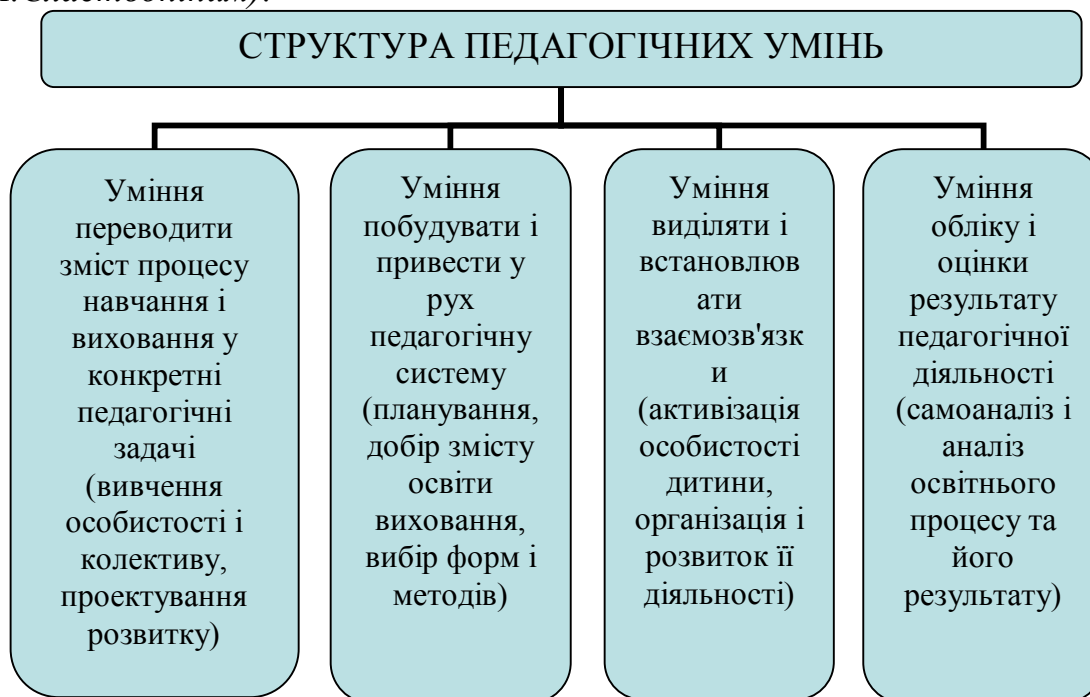 СТРУКТУРА ПЕДАГОГІЧНИХ УМІНЬ
Уміння
переводити
зміст процесу
навчання і
виховання у
конкретні
педагогічні
задачі
(вивчення
особистості і
колективу,
проектування
розвитку)
Уміння
побудувати і
привести у
рух
педагогічну
систему
(планування,
добір змісту
освіти
виховання,
вибір форм і
методів)
Уміння
виділяти і
встановлюв
ати
взаємозв'язк
и
(активізація
особистості
дитини,
організація і
розвиток її
діяльності)
Уміння
обліку і
оцінки
результату
педагогічної
діяльності
(самоаналіз і
аналіз
освітнього
процесу та
його
результату)